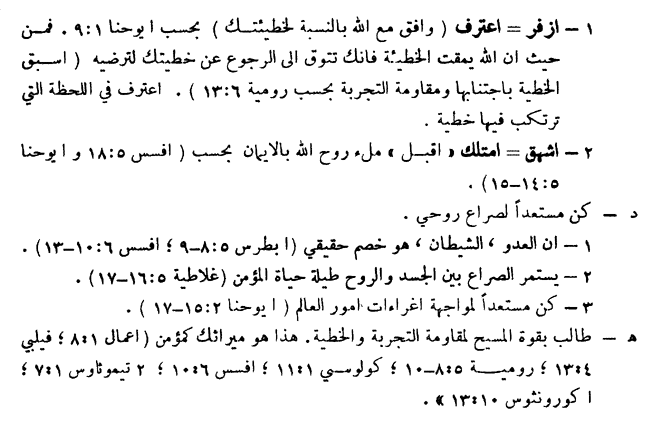 ١ – ازفر = اعترف ( وافق مع الله بالنسبة لخطيئتـك ) بحسب ا يوحنا ٩:١ . فمـن
حيث ان الله يمقت الخطيئة فانك تتوق الى الرجوع عن خطيتك لترضيه ( اسبق
الخطية باجتنابها ومقاومة التجربة بحسب رومية ١٣:٦ ) . اعترف في اللحظة التي
ترتكب فيها خطية .
٢ – اشهق = امتلك « اقبـل » ملء روح الله بالايمان بحسب ( افسس ١٨:٥ و ا يوحنا
١٤:٥–١٥) .
د – كن مستعداً لصراع روحي .
١ – ان العدو ، الشيطان ، هو خصم حقيقي (ا بطرس ٨:٥–٩ ؛ افسس ١٠:٦–١٣) .
٢ – يستمر الصراع بين الجسد والروح طيلة حياة المؤمن (غلاطية ١٦:٥–١٧) .
٣ – كن مستعداً لمواجهة اغراءات امور العالم ( ا يوحنا ١٥:٢–١٧ ) .
ه – طالب بقوة المسيح لمقاومة التجربة والخطية . هذا هو ميراثك كمؤمن (اعمال ٨:١ ؛ فيلبي
١٣:٤ ؛ روميـــة ٨:٥–١٠ ؛ كولوسي ١١:١ ؛ افسس ١٠:٦ ؛ ٢ تيموثاوس ٧:١ ؛
ا كورونثوس ١٣:١٠ » .